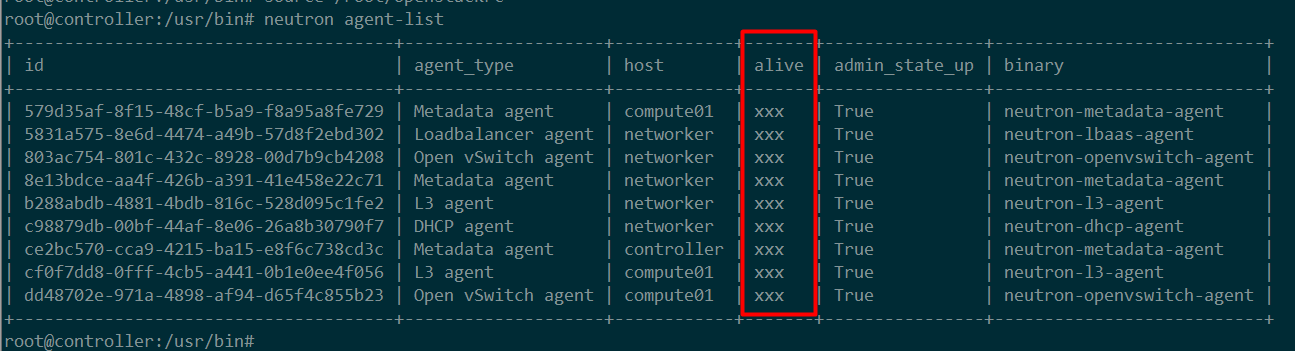 root@controller:/usr/bin# neutron agent-list
+--------------------------------------+--------------------+------------+-------+----------------+---------------------------+
| id | agent_type | host | alive | admin_state_up | binary |
+--------------------------------------+--------------------+------------+-------+----------------+---------------------------+
| 579d35af-8f15-48cf-b5a9-f8a95a8fe729 | Metadata agent | compute01 | xxx | True | neutron-metadata-agent |
| 5831a575-8e6d-4474-a49b-57d8f2ebd302 | Loadbalancer agent | networker | xxx | True | neutron-lbaas-agent |
| 803ac754-801c-432c-8928-00d7b9cb4208 | Open vSwitch agent | networker | xxx | True | neutron-openvswitch-agent |
| 8e13bdce-aa4f-426b-a391-41e458e22c71 | Metadata agent | networker | xxx | True | neutron-metadata-agent |
| b288abdb-4881-4bdb-816c-528d095c1fe2 | L3 agent | networker | xxx | True | neutron-l3-agent |
| c98879db-00bf-44af-8e06-26a8b30790f7 | DHCP agent | networker | xxx | True | neutron-dhcp-agent |
| ce2bc570-cca9-4215-ba15-e8f6c738cd3c | Metadata agent | controller | xxx | True | neutron-metadata-agent |
| cf0f7dd8-0fff-4cb5-a441-0b1e0ee4f056 | L3 agent | compute01 | xxx | True | neutron-l3-agent |
| dd48702e-971a-4898-af94-d65f4c855b23 | Open vSwitch agent | compute01 | xxx | True | neutron-openvswitch-agent |
+--------------------------------------+--------------------+------------+-------+----------------+---------------------------+
root@controller:/usr/bin#